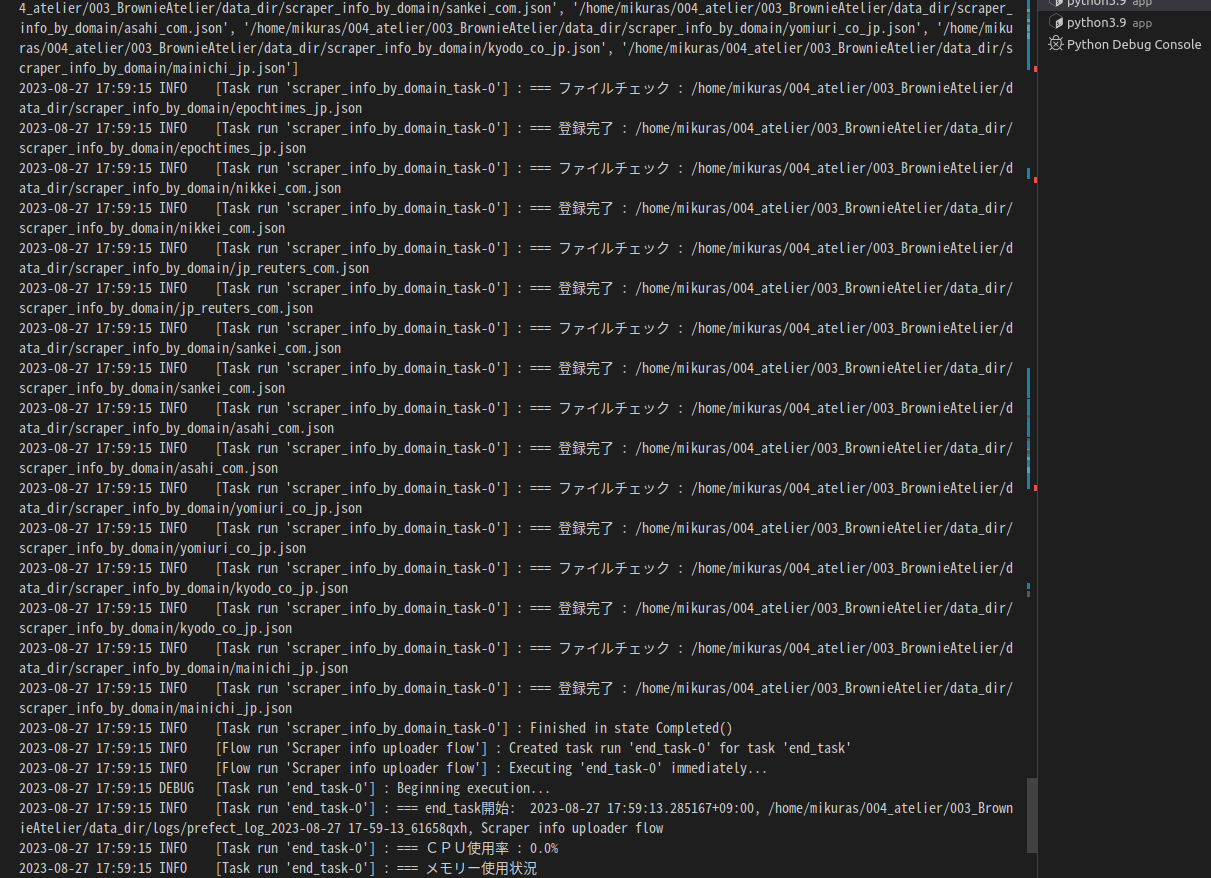 4_atelier/003_BrownieAtelier/data_dir/scraper_info_by_domain/sankei_com.json', '/home/mikuras/004_atelier/003_BrownieAtelier/data_dir/scraper_
info_by_domain/asahi_com.json', '/home/mikuras/004_atelier/003_BrownieAtelier/data_dir/scraper_info_by_domain/yomiuri_co_jp.json', '/home/miku
ras/004_atelier/003_BrownieAtelier/data_dir/scraper_info_by_domain/kyodo_co_jp.json', '/home/mikuras/004_atelier/003_BrownieAtelier/data_dir/s
craper_info_by_domain/mainichi_jp.json']
2023-08-27 17:59:15 INFO [Task run 'scraper_info_by_domain_task-0'] : === ファイルチェック : /home/mikuras/004_atelier/003_BrownieAtelier/d
ata_dir/scraper_info_by_domain/epochtimes_jp.json
2023-08-27 17:59:15 INFO [Task run 'scraper_info_by_domain_task-0'] : === 登録完了 : /home/mikuras/004_atelier/003_BrownieAtelier/data_dir/
scraper_info_by_domain/epochtimes_jp.json
2023-08-27 17:59:15 INFO [Task run 'scraper_info_by_domain_task-0'] : === ファイルチェック : /home/mikuras/004_atelier/003_BrownieAtelier/d
ata_dir/scraper_info_by_domain/nikkei_com.json
2023-08-27 17:59:15 INFO [Task run 'scraper_info_by_domain_task-0'] : === 登録完了 : /home/mikuras/004_atelier/003_BrownieAtelier/data_dir/
scraper_info_by_domain/nikkei_com.json
2023-08-27 17:59:15 INFO [Task run 'scraper_info_by_domain_task-0'] : === ファイルチェック : /home/mikuras/004_atelier/003_BrownieAtelier/d
ata_dir/scraper_info_by_domain/jp_reuters_com.json
2023-08-27 17:59:15 INFO [Task run 'scraper_info_by_domain_task-0'] : === 登録完了 : /home/mikuras/004_atelier/003_BrownieAtelier/data_dir/
scraper_info_by_domain/jp_reuters_com.json
2023-08-27 17:59:15 INFO [Task run 'scraper_info_by_domain_task-0'] : === ファイルチェック : /home/mikuras/004_atelier/003_BrownieAtelier/d
ata_dir/scraper_info_by_domain/sankei_com.json
2023-08-27 17:59:15 INFO [Task run 'scraper_info_by_domain_task-0'] : === 登録完了 : /home/mikuras/004_atelier/003_BrownieAtelier/data_dir/
scraper_info_by_domain/sankei_com.json
2023-08-27 17:59:15 INFO [Task run 'scraper_info_by_domain_task-0'] : === ファイルチェック : /home/mikuras/004_atelier/003_BrownieAtelier/d
ata_dir/scraper_info_by_domain/asahi_com.json
2023-08-27 17:59:15 INFO [Task run 'scraper_info_by_domain_task-0'] : === 登録完了 : /home/mikuras/004_atelier/003_BrownieAtelier/data_dir/
scraper_info_by_domain/asahi_com.json
2023-08-27 17:59:15 INFO [Task run 'scraper_info_by_domain_task-0'] : === ファイルチェック : /home/mikuras/004_atelier/003_BrownieAtelier/d
ata_dir/scraper_info_by_domain/yomiuri_co_jp.json
2023-08-27 17:59:15 INFO [Task run 'scraper_info_by_domain_task-0'] : === 登録完了 : /home/mikuras/004_atelier/003_BrownieAtelier/data_dir/
scraper_info_by_domain/yomiuri_co_jp.json
2023-08-27 17:59:15 INFO [Task run 'scraper_info_by_domain_task-0'] : === ファイルチェック : /home/mikuras/004_atelier/003_BrownieAtelier/d
ata_dir/scraper_info_by_domain/kyodo_co_jp.json
2023-08-27 17:59:15 INFO [Task run 'scraper_info_by_domain_task-0'] : === 登録完了 : /home/mikuras/004_atelier/003_BrownieAtelier/data_dir/
scraper_info_by_domain/kyodo_co_jp.json
2023-08-27 17:59:15 INFO [Task run 'scraper_info_by_domain_task-0'] : === ファイルチェック : /home/mikuras/004_atelier/003_BrownieAtelier/d
ata_dir/scraper_info_by_domain/mainichi_jp.json
2023-08-27 17:59:15 INFO [Task run 'scraper_info_by_domain_task-0'] : === 登録完了 : /home/mikuras/004_atelier/003_BrownieAtelier/data_dir/
scraper_info_by_domain/mainichi_jp.json
2023-08-27 17:59:15 INFO [Task run 'scraper_info_by_domain_task-0'] : Finished in state Completed()
2023-08-27 17:59:15 INFO [Flow run 'Scraper info uploader flow'] : Created task run 'end_task-0' for task 'end_task'
2023-08-27 17:59:15 INFO [Flow run 'Scraper info uploader flow'] : Executing 'end_task-0' immediately...
2023-08-27 17:59:15 DEBUG [Task run 'end_task-0'] : Beginning execution...
2023-08-27 17:59:15 INFO [Task run 'end_task-0'] : === end_task開始: 2023-08-27 17:59:13.285167+09:00, /home/mikuras/004_atelier/003_Brown
ieAtelier/data_dir/logs/prefect_log_2023-08-27 17-59-13_61658qxh, Scraper info uploader flow
2023-08-27 17:59:15 INFO [Task run 'end_task-0'] : === ＣＰＵ使用率 : 0.0%
2023-08-27 17:59:15 INFO [Task run 'end_task-0'] : === メモリー使用状況
python3.9 app
python3.9 app
Python Debug Console